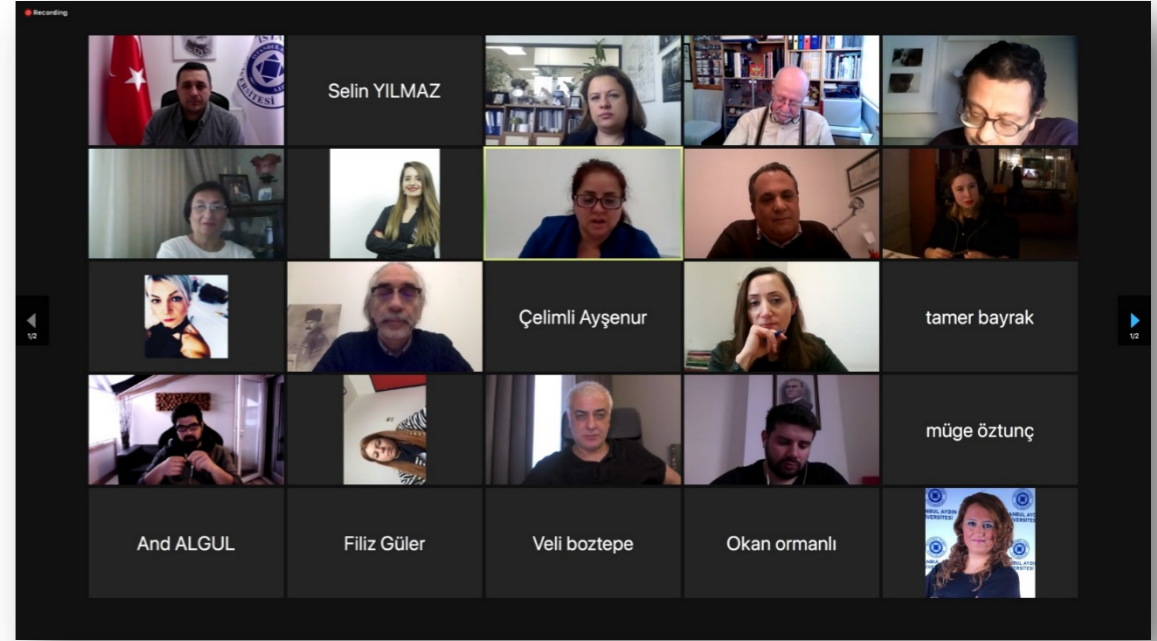 Recording
Selin YILMAZ
Çelimli Ayşenur
tamer bayrak
müge öztunç
And ALGUL
Filiz Güler
Veli boztepe
Okan ormanlı
1/2
1/2